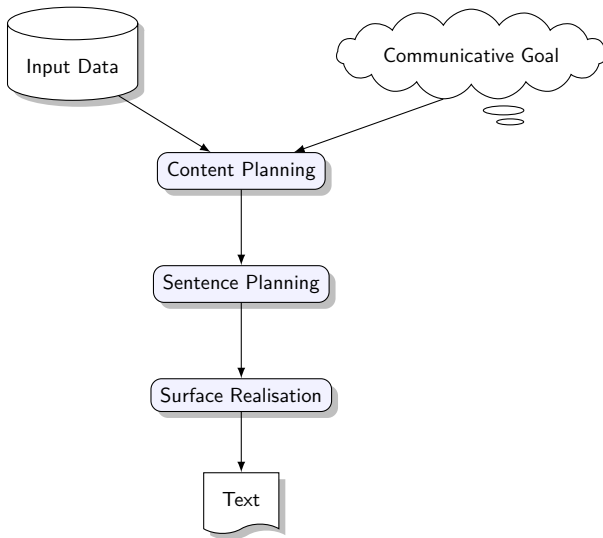 Input Data
Communicative Goal
Content Planning
Sentence Planning
Surface Realisation
Text